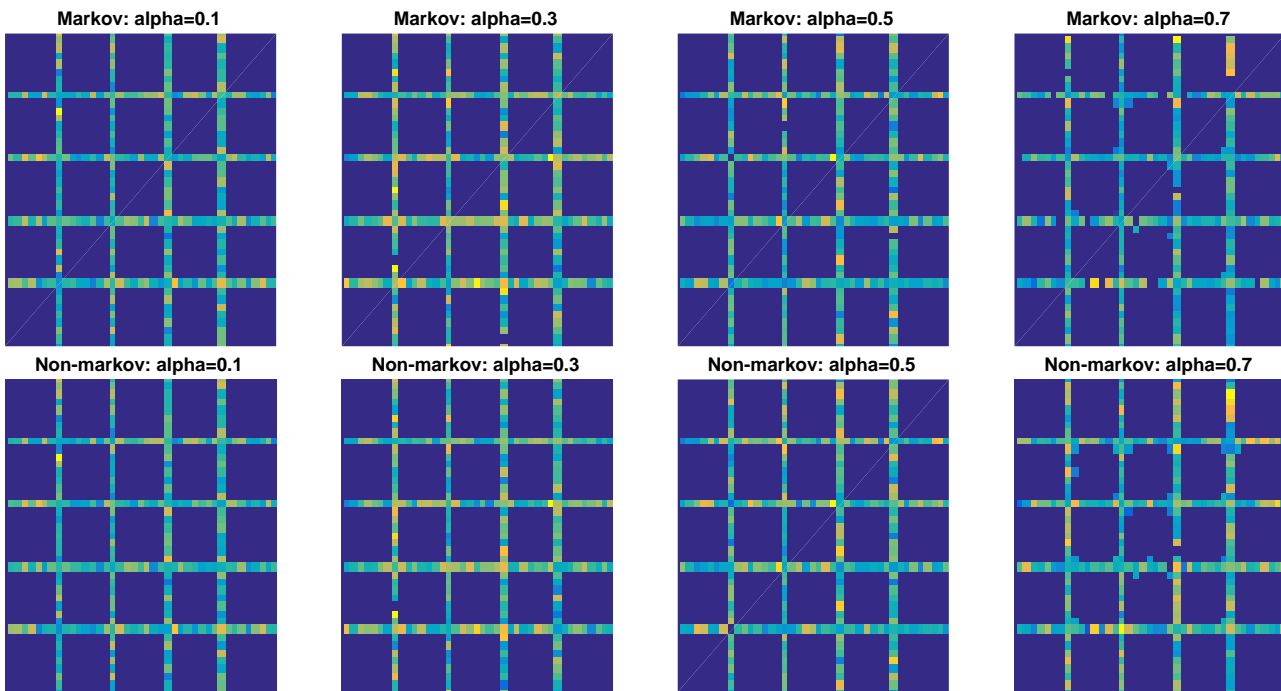 Markov: alpha=0.1
Markov: alpha=0.3
Markov: alpha=0.5
Markov: alpha=0.7
Non-markov: alpha=0.1
Non-markov: alpha=0.3
Non-markov: alpha=0.5
Non-markov: alpha=0.7